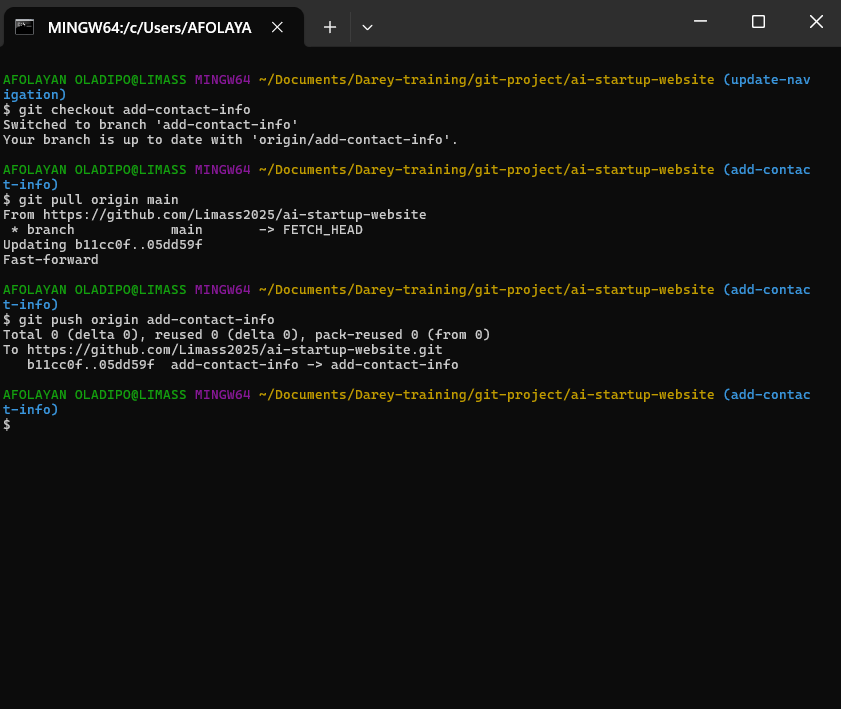 MINGW64:/c/Users/AFOLAYA
AFOLAYAN OLADIPO@LIMASS MINGW64 ~/Documents/Darey-training/git-project/ai-startup-website (update-nav
igation)
$ git checkout add-contact-info
Switched to branch 'add-contact-info'
Your branch is up to date with 'origin/add-contact-info'.
AFOLAYAN OLADIPO@LIMASS MINGW64 ~/Documents/Darey-training/git-project/ai-startup-website (add-contac
t-info)
$ git pull origin main
From https://github.com/Limass2025/ai-startup-website
 * branch            main       -> FETCH_HEAD
Updating b11cc0f..05dd59f
Fast-forward
AFOLAYAN OLADIPO@LIMASS MINGW64 ~/Documents/Darey-training/git-project/ai-startup-website (add-contac
t-info)
$ git push origin add-contact-info
Total 0 (delta 0), reused 0 (delta 0), pack-reused 0 (from 0)
To https://github.com/Limass2025/ai-startup-website.git
   b11cc0f..05dd59f  add-contact-info -> add-contact-info
AFOLAYAN OLADIPO@LIMASS MINGW64 ~/Documents/Darey-training/git-project/ai-startup-website (add-contac
t-info)
$